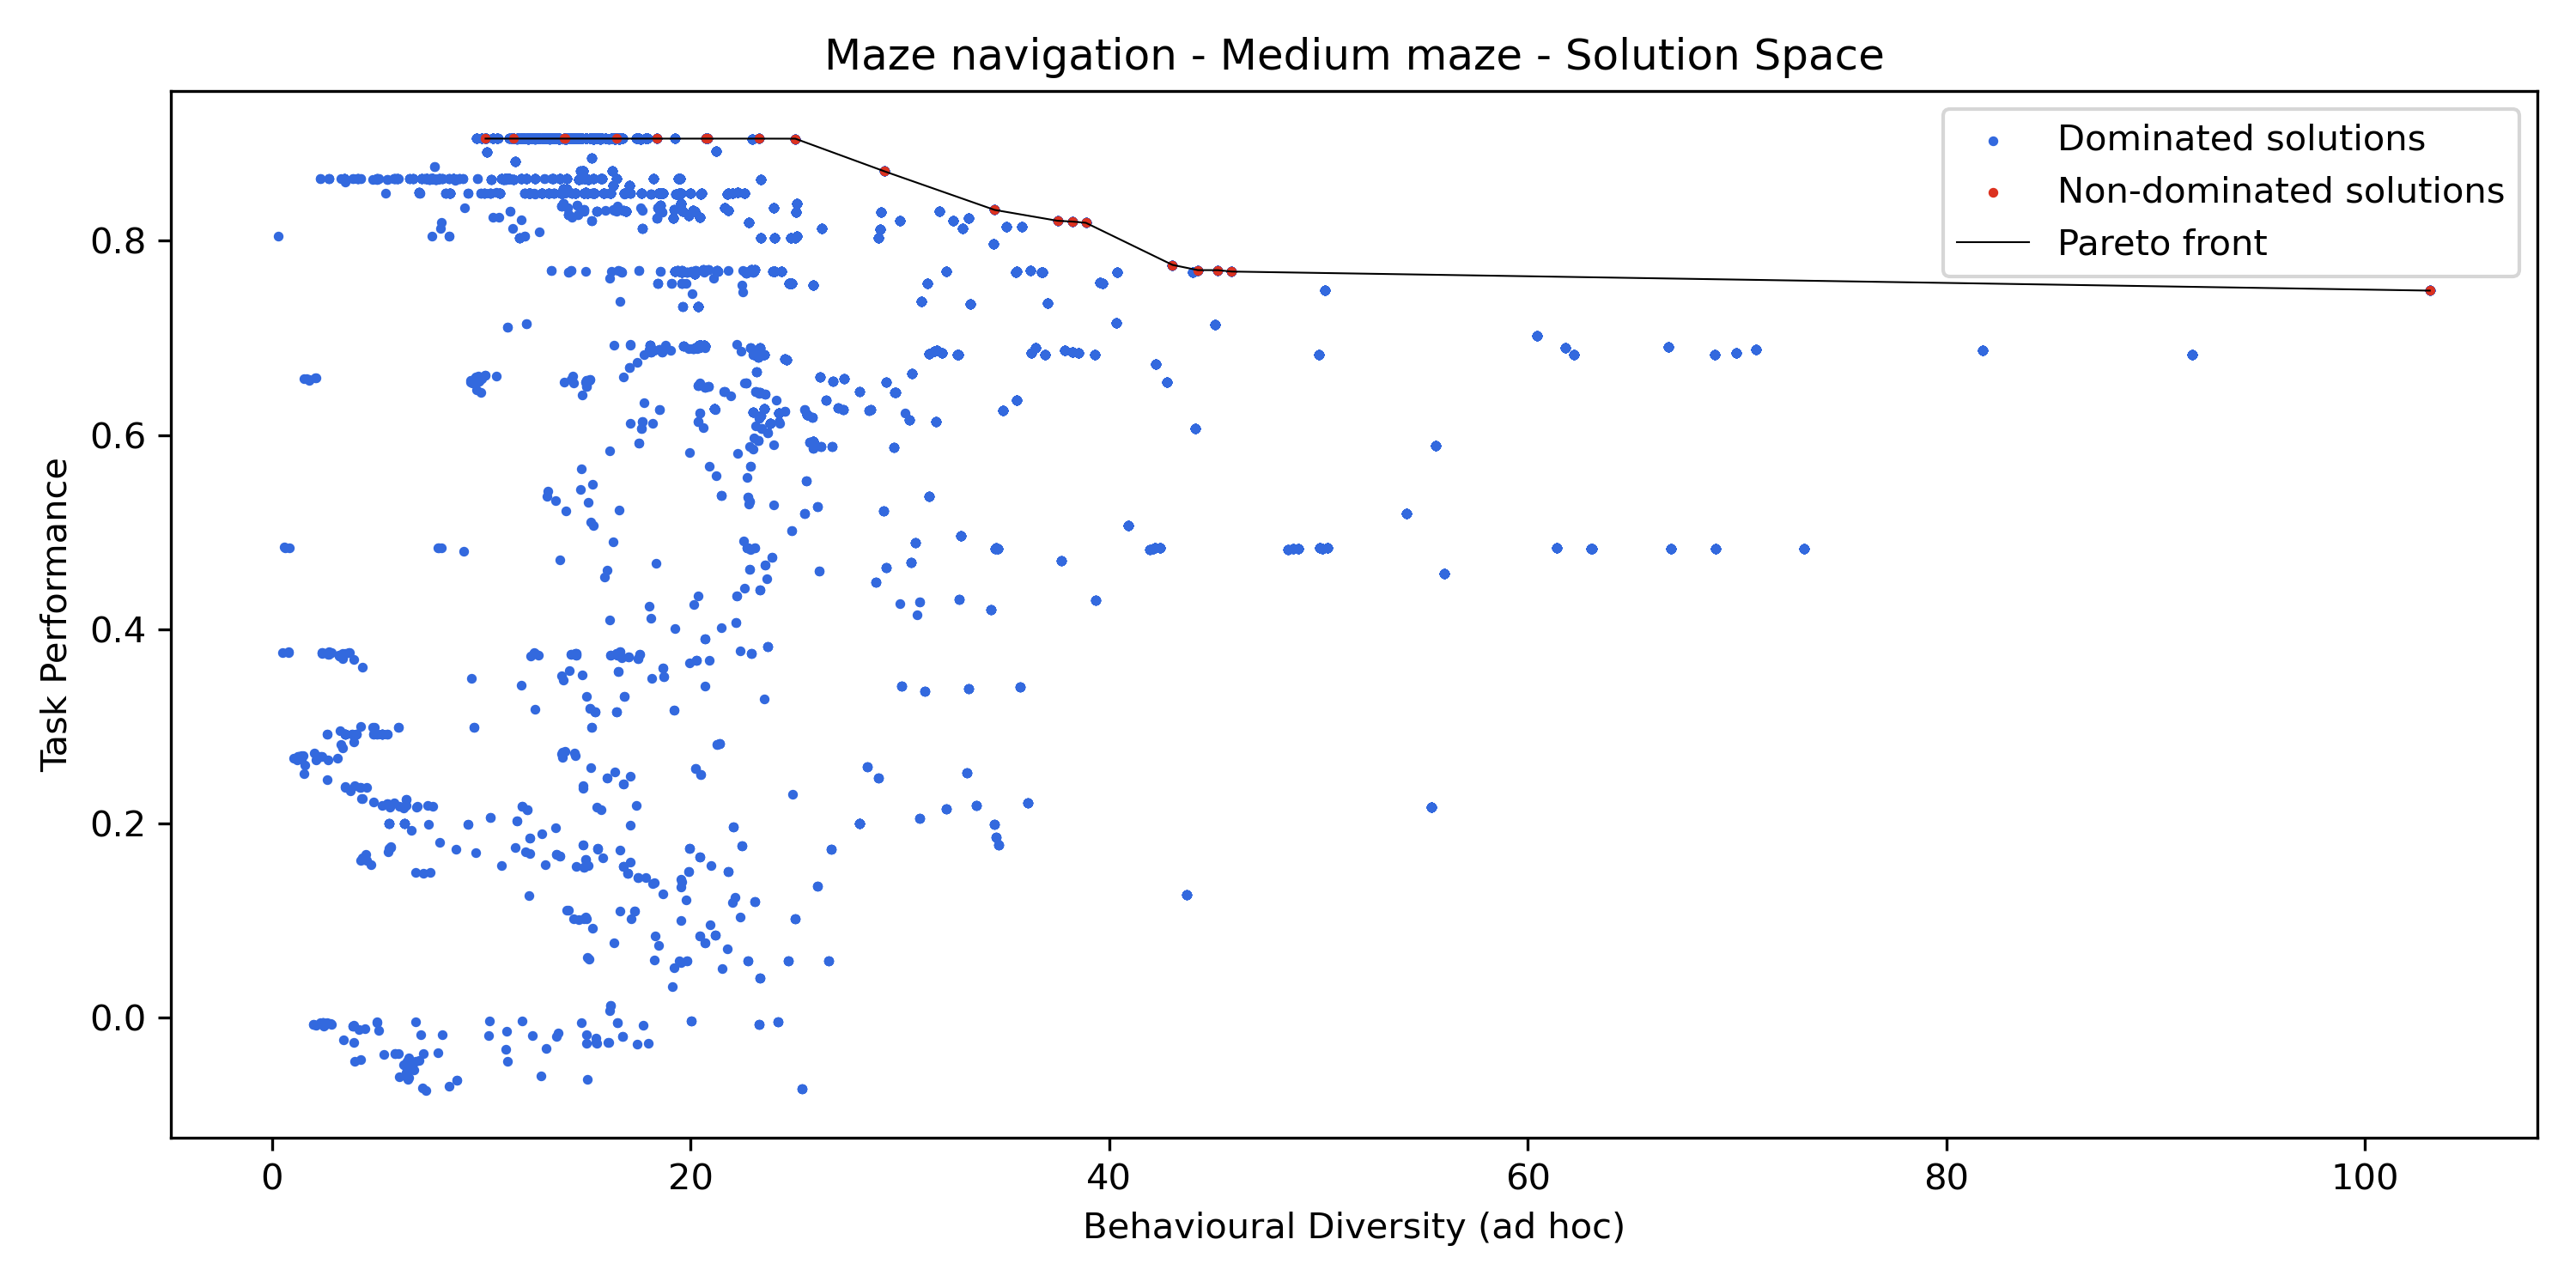 Maze navigation - Medium maze - Solution Space
Dominated solutions
Non-dominated solutions
Pareto front
Task Performance
0.8
0.6
0.4
0.2
0.0
0 20 40 60 80 100
Behavioural Diversity (ad hoc)